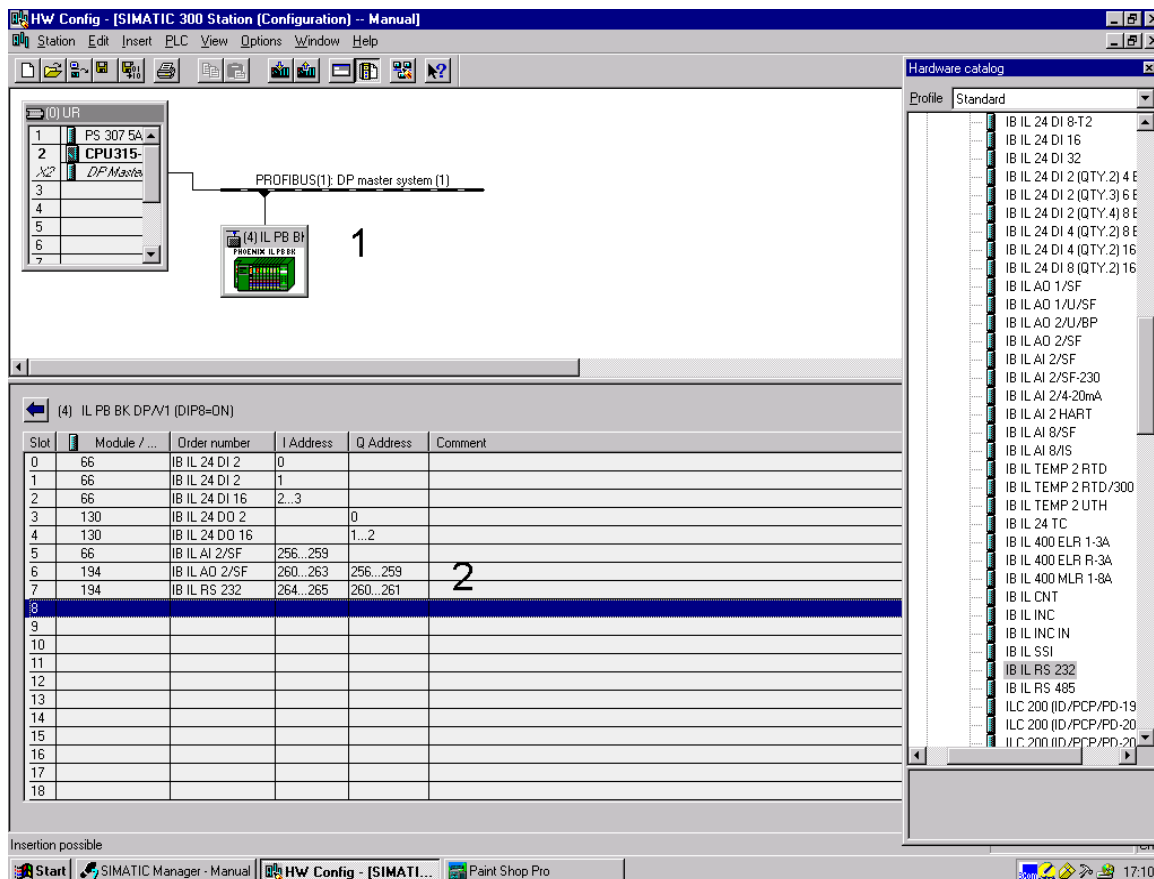 HW Config - [SIMATIC 300 Station (Configuration) -- Manual]
Station Edit Insert PLC View Options Window Help
(0) UR
1 PS 307 5A
2 CPU315-
X2 DP Master
3
4
5
6
7
PROFIBUS(1): DP master system (1)
(4) IL PB BK
PHOENIX IL PB BK
1
(4) IL PB BK DP/V1 (DIP8=ON)
Slot Module / ... Order number I Address Q Address Comment
0 66 IB IL 24 DI 2 0
1 66 IB IL 24 DI 2 1
2 66 IB IL 24 DI 16 2...3
3 130 IB IL 24 DO 2 0
4 130 IB IL 24 DO 16 1...2
5 66 IB IL AI 2/SF 256...259
6 194 IB IL AO 2/SF 260...263 256...259
7 194 IB IL RS 232 264...265 260...261
2
8
9
10
11
12
13
14
15
16
17
18
Hardware catalog
Profile Standard
IB IL 24 DI 8-T2
IB IL 24 DI 16
IB IL 24 DI 32
IB IL 24 DI 2 (QTY.2) 4 E
IB IL 24 DI 2 (QTY.3) 6 E
IB IL 24 DI 2 (QTY.4) 8 E
IB IL 24 DI 4 (QTY.2) 8 E
IB IL 24 DI 4 (QTY.2) 16
IB IL 24 DI 8 (QTY.2) 16
IB IL AO 1/SF
IB IL AO 1/U/SF
IB IL AO 2/U/BP
IB IL AO 2/SF
IB IL AI 2/SF
IB IL AI 2/SF-230
IB IL AI 2/4-20mA
IB IL AI 2 HART
IB IL AI 8/SF
IB IL AI 8/IS
IB IL TEMP 2 RTD
IB IL TEMP 2 RTD/300
IB IL TEMP 2 UTH
IB IL 24 TC
IB IL 400 ELR 1-3A
IB IL 400 ELR R-3A
IB IL 400 MLR 1-8A
IB IL CNT
IB IL INC
IB IL INC IN
IB IL SSI
IB IL RS 232
IB IL RS 485
ILC 200 (ID/PCP/PD-19
ILC 200 (ID/PCP/PD-20
ILC 200 (ID/PCP/PD-20
Insertion possible
Start SIMATIC Manager - Manual HW Config - [SIMATI... Paint Shop Pro 17:10